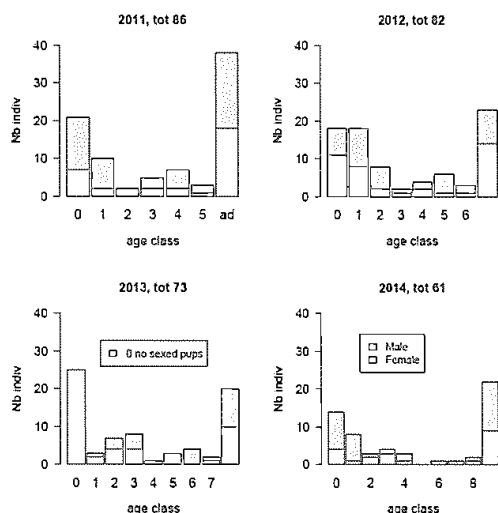 2011, tot 86
Nb indiv
40
30
20
10
0
0 1 2 3 4 5 ad
age class
2012, tot 82
Nb indiv
40
30
20
10
0
0 1 2 3 4 5 6
age class
2013, tot 73
Nb indiv
40
30
20
10
0
0 no sexed pups
0 1 2 3 4 5 6 7
age class
2014, tot 61
Nb indiv
40
30
20
10
0
Male
Female
0 2 4 6 8
age class